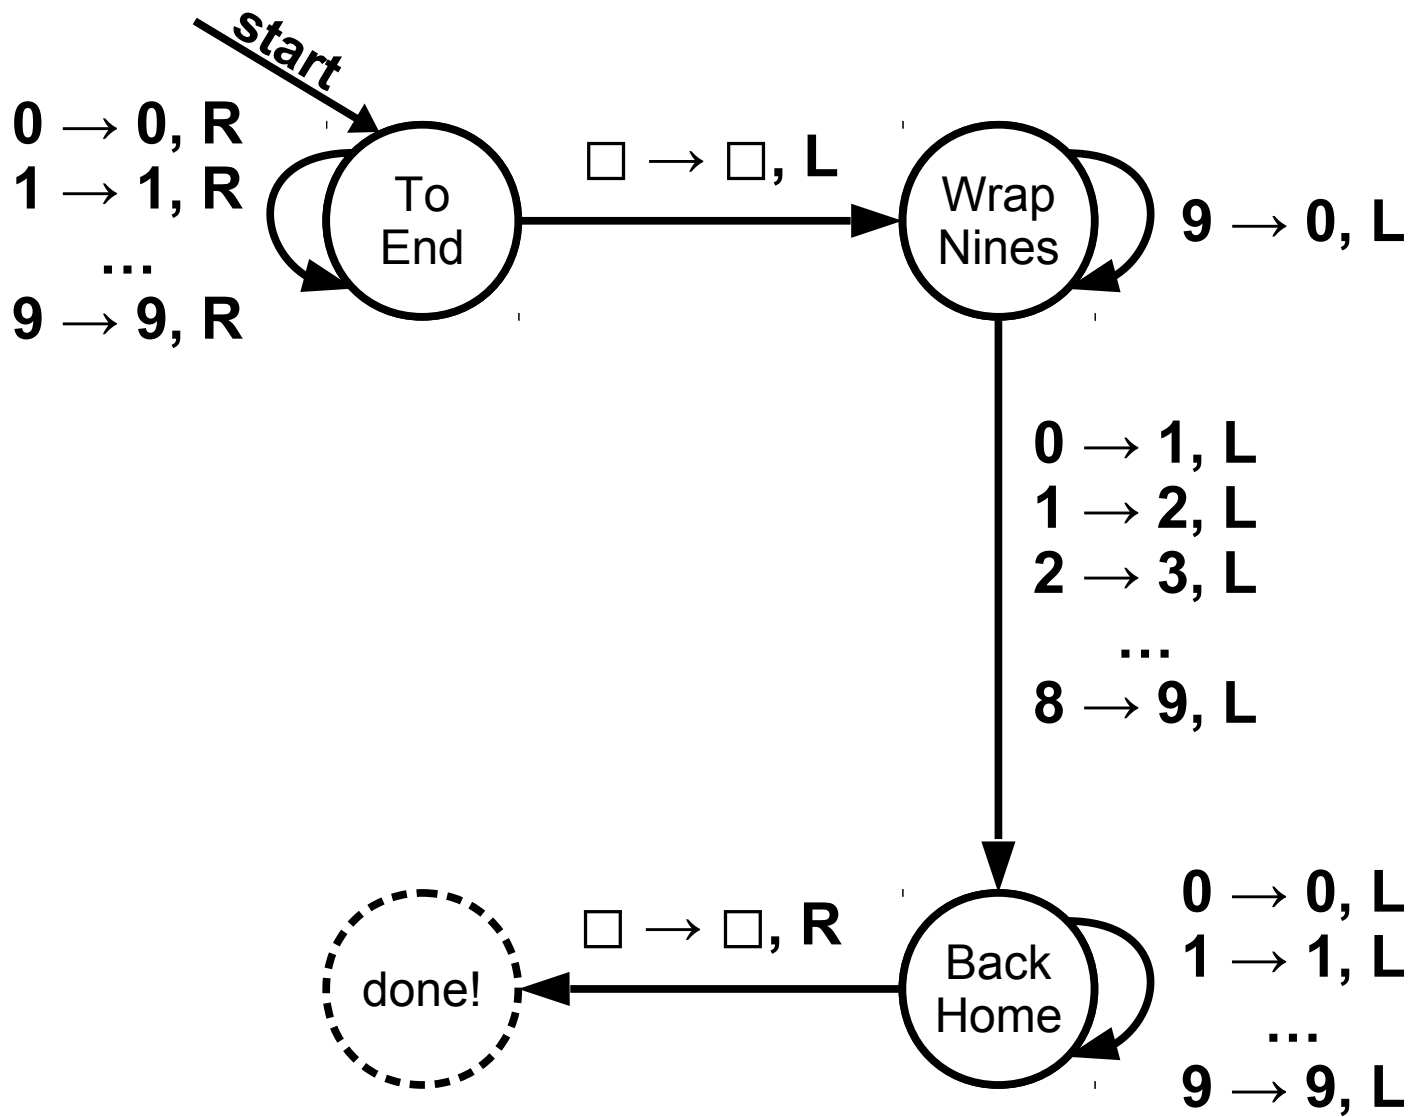 start
0 → 0, R
1 → 1, R
...
9 → 9, R
To
End
□ → □, L
Wrap
Nines
9 → 0, L
0 → 1, L
1 → 2, L
2 → 3, L
...
8 → 9, L
Back
Home
0 → 0, L
1 → 1, L
...
9 → 9, L
□ → □, R
done!